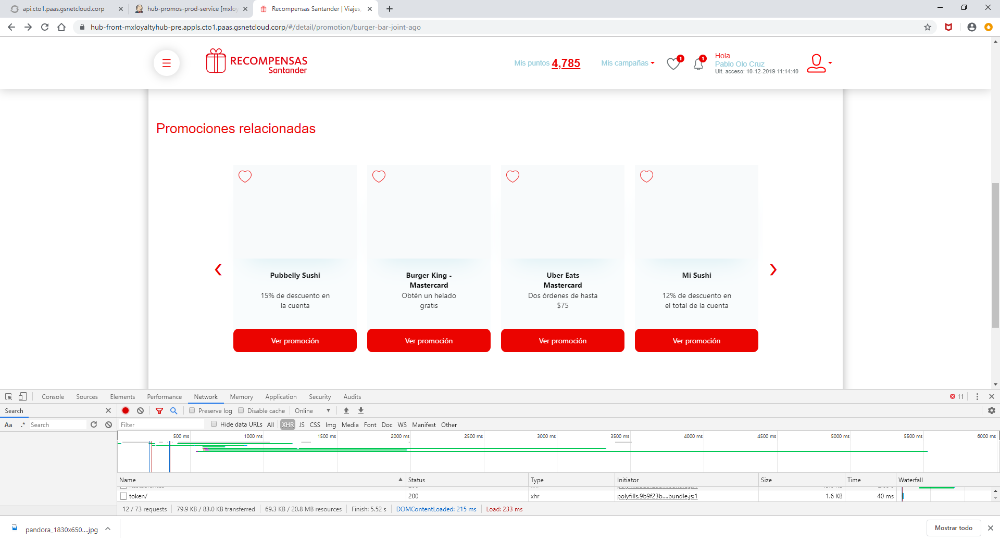 api.cto1.paas.gsnetcloud.corp
hub-promos-prod-service [mxloy
Recompensas Santander | Viajes,
hub-front-mxloyaltyhub-pre.appls.cto1.paas.gsnetcloud.corp/#/detail/promotion/burger-bar-joint-ago
RECOMPENSAS
Santander
Mis puntos 4,785
Mis campañas
1
1
Hola
Pablo Olo Cruz
Ult. acceso: 10-12-2019 11:14:40
Promociones relacionadas
Pubbelly Sushi
15% de descuento en
la cuenta
Ver promoción
Burger King -
Mastercard
Obtén un helado
gratis
Ver promoción
Uber Eats
Mastercard
Dos órdenes de hasta
$75
Ver promoción
Mi Sushi
12% de descuento en
el total de la cuenta
Ver promoción
Console Sources Elements Performance Network Memory Application Security Audits 11
Search
Preserve log Disable cache Online
Aa .* Search
Filter Hide data URLs All XHR JS CSS Img Media Font Doc WS Manifest Other
500 ms 1000 ms 1500 ms 2000 ms 2500 ms 3000 ms 3500 ms 4000 ms 4500 ms 5000 ms 5500 ms 6000 ms
Name Status Type Initiator Size Time Waterfall
token/ 200 xhr polyfills.9b9f23b....bundle.js:1 1.6 KB 40 ms
12 / 73 requests 79.9 KB / 83.0 KB transferred 69.3 KB / 20.8 MB resources Finish: 5.52 s DOMContentLoaded: 215 ms Load: 233 ms
pandora_1830x650....jpg
Mostrar todo